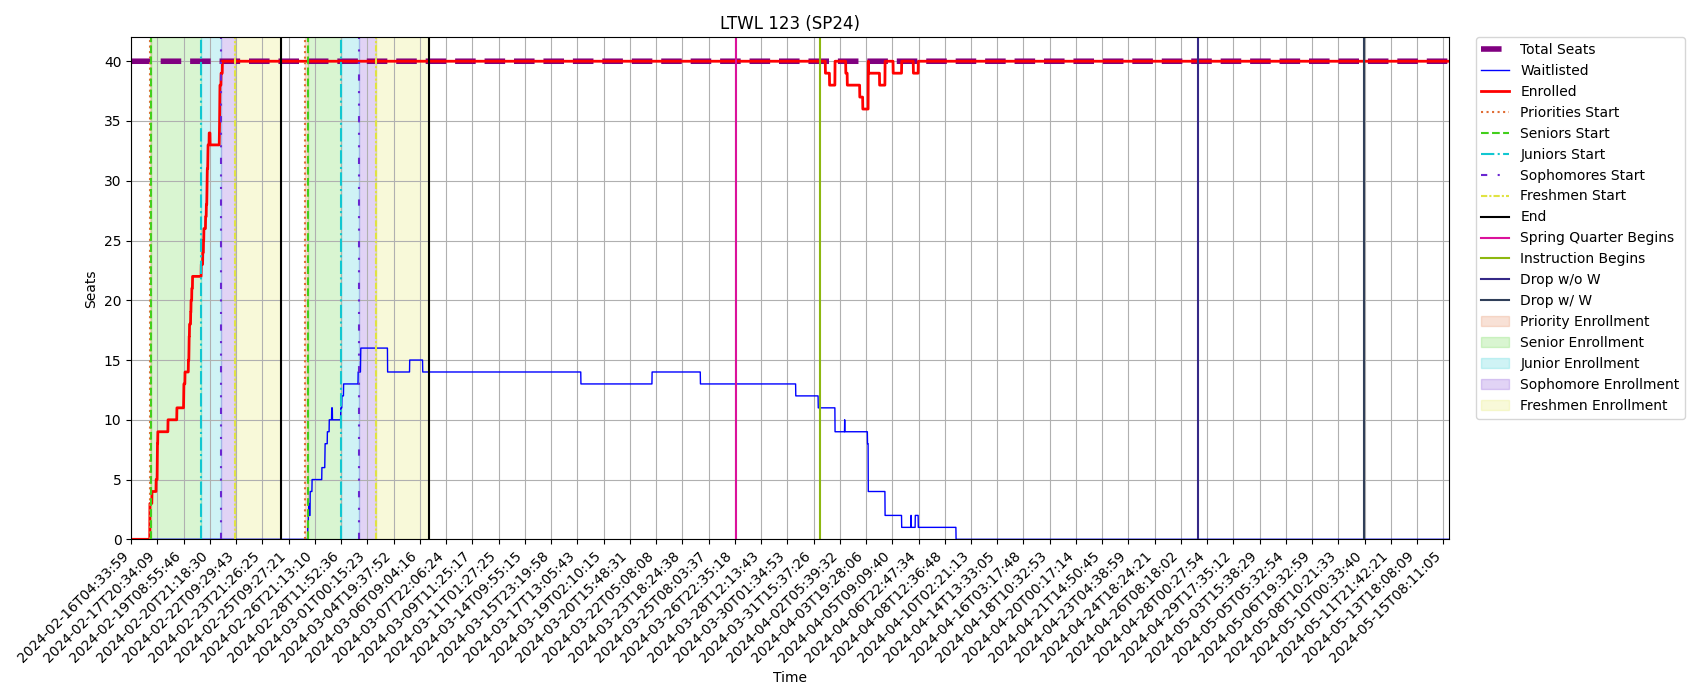 LTWL 123 (SP24)
Seats
40
35
30
25
20
15
10
5
0
2024-02-16T04:33:59
2024-02-17T20:34:09
2024-02-19T08:55:46
2024-02-20T21:18:30
2024-02-22T09:29:43
2024-02-23T21:26:25
2024-02-25T09:27:21
2024-02-26T21:13:10
2024-02-28T11:52:36
2024-03-01T00:15:23
2024-03-04T19:37:52
2024-03-06T09:04:16
2024-03-07T22:06:24
2024-03-09T11:25:17
2024-03-11T01:27:25
2024-03-14T09:55:15
2024-03-15T23:19:58
2024-03-17T13:05:43
2024-03-19T02:10:15
2024-03-20T15:48:31
2024-03-22T05:08:08
2024-03-23T18:24:38
2024-03-25T08:03:37
2024-03-26T22:35:18
2024-03-28T12:13:43
2024-03-30T01:34:53
2024-03-31T15:37:26
2024-04-02T05:39:32
2024-04-03T19:28:06
2024-04-05T09:09:40
2024-04-06T22:47:34
2024-04-08T12:36:48
2024-04-10T02:21:13
2024-04-14T13:33:05
2024-04-16T03:17:48
2024-04-18T10:32:53
2024-04-20T00:17:14
2024-04-21T14:50:45
2024-04-23T04:38:59
2024-04-24T18:24:21
2024-04-26T08:18:02
2024-04-28T00:27:54
2024-04-29T17:35:12
2024-05-03T15:38:29
2024-05-05T05:32:54
2024-05-06T19:32:59
2024-05-08T10:21:33
2024-05-10T00:33:40
2024-05-11T21:42:21
2024-05-13T18:08:09
2024-05-15T08:11:05
Time
Total Seats
Waitlisted
Enrolled
Priorities Start
Seniors Start
Juniors Start
Sophomores Start
Freshmen Start
End
Spring Quarter Begins
Instruction Begins
Drop w/o W
Drop w/ W
Priority Enrollment
Senior Enrollment
Junior Enrollment
Sophomore Enrollment
Freshmen Enrollment